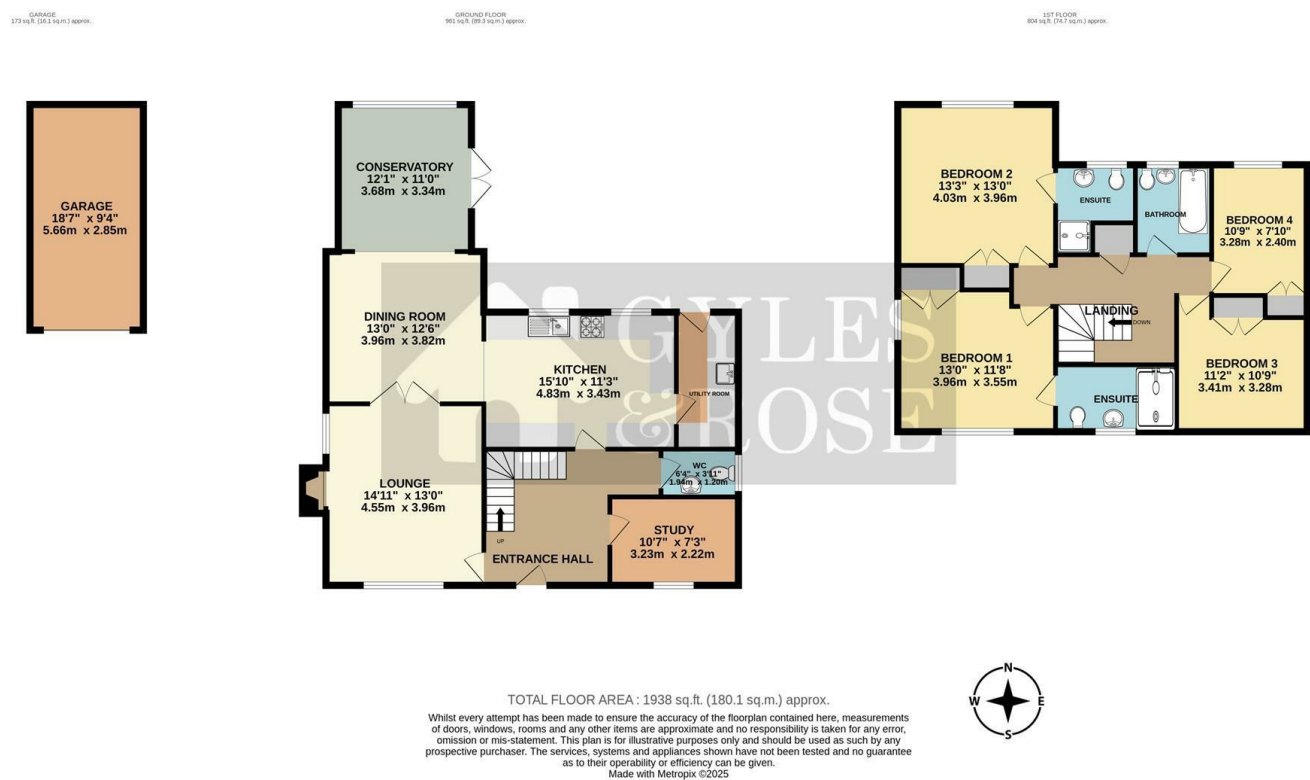 GARAGE
173 sq.ft. (16.1 sq.m.) approx.
GROUND FLOOR
961 sq.ft. (89.3 sq.m.) approx.
1ST FLOOR
804 sq.ft. (74.7 sq.m.) approx.
GARAGE
18'7" x 9'4"
5.66m x 2.85m
CONSERVATORY
12'1" x 11'0"
3.68m x 3.34m
DINING ROOM
13'0" x 12'6"
3.96m x 3.82m
KITCHEN
15'10" x 11'3"
4.83m x 3.43m
UTILITY ROOM
LOUNGE
14'11" x 13'0"
4.55m x 3.96m
WC
6'4" x 3'11"
1.94m x 1.20m
UP
ENTRANCE HALL
STUDY
10'7" x 7'3"
3.23m x 2.22m
BEDROOM 2
13'3" x 13'0"
4.03m x 3.96m
ENSUITE
BATHROOM
BEDROOM 4
10'9" x 7'10"
3.28m x 2.40m
LANDING
DOWN
BEDROOM 1
13'0" x 11'8"
3.96m x 3.55m
ENSUITE
BEDROOM 3
11'2" x 10'9"
3.41m x 3.28m
GYLES
&ROSE
N
W E
S
TOTAL FLOOR AREA : 1938 sq.ft. (180.1 sq.m.) approx.
Whilst every attempt has been made to ensure the accuracy of the floorplan contained here, measurements
of doors, windows, rooms and any other items are approximate and no responsibility is taken for any error,
omission or mis-statement. This plan is for illustrative purposes only and should be used as such by any
prospective purchaser. The services, systems and appliances shown have not been tested and no guarantee
as to their operability or efficiency can be given.
Made with Metropix ©2025